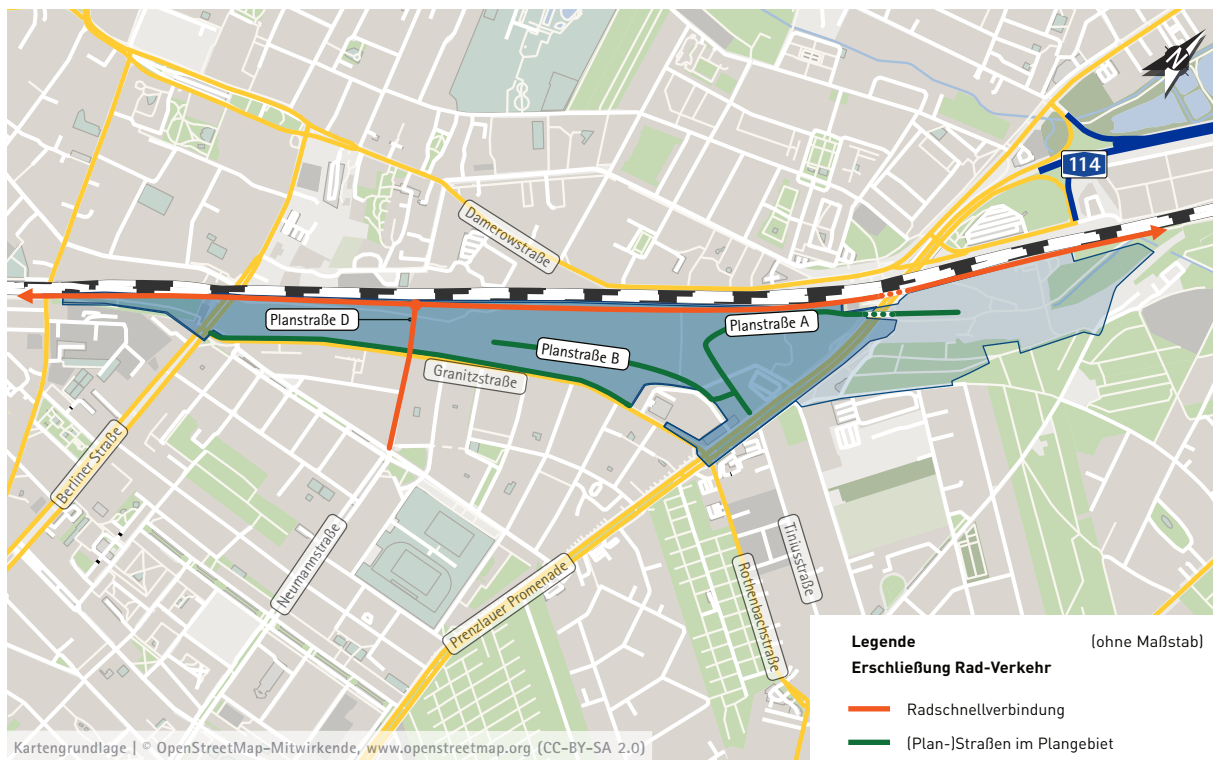 N
114
Damerowstraße
Planstraße D
Planstraße A
Planstraße B
Granitzstraße
Berliner Straße
Neumannstraße
Prenzlauer Promenade
Tiniusstraße
Rothenbachstraße
Legende (ohne Maßstab)
Erschließung Rad-Verkehr
Radschnellverbindung
(Plan-)Straßen im Plangebiet
Kartengrundlage | © OpenStreetMap-Mitwirkende, www.openstreetmap.org (CC-BY-SA 2.0)